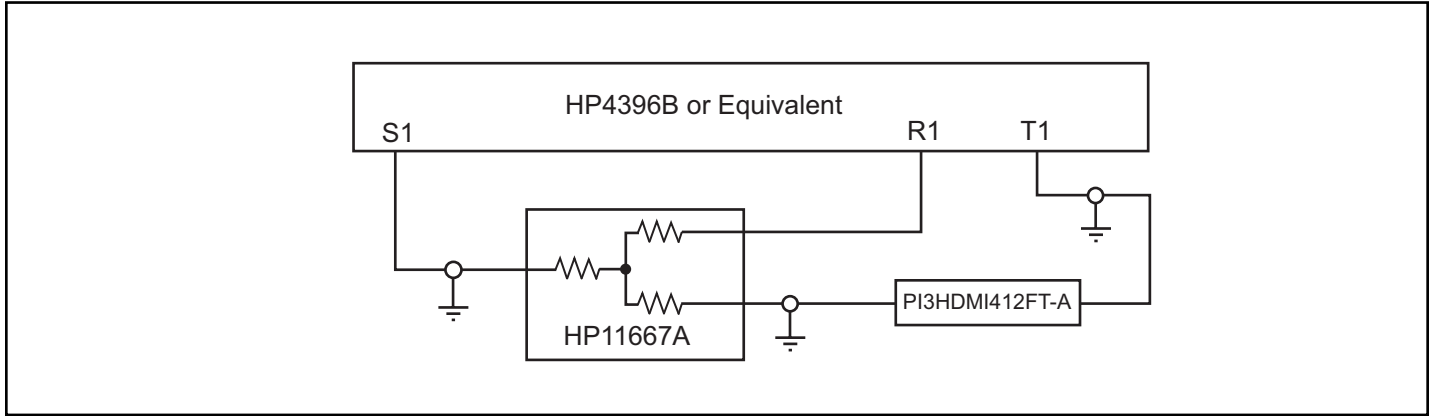 HP4396B or Equivalent
S1
R1
T1
PI3HDMI412FT-A
HP11667A